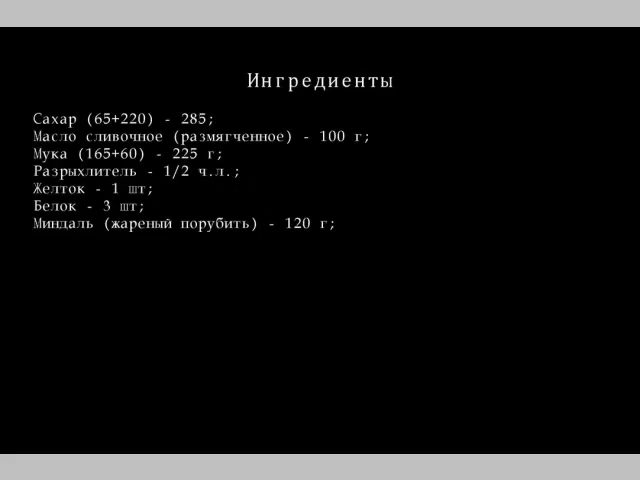 Ингредиенты
Сахар (65+220) - 285;
Масло сливочное (размягченное) - 100 г;
Мука (165+60) - 225 г;
Разрыхлитель - 1/2 ч.л.;
Желток - 1 шт;
Белок - 3 шт;
Миндаль (жареный порубить) - 120 г;